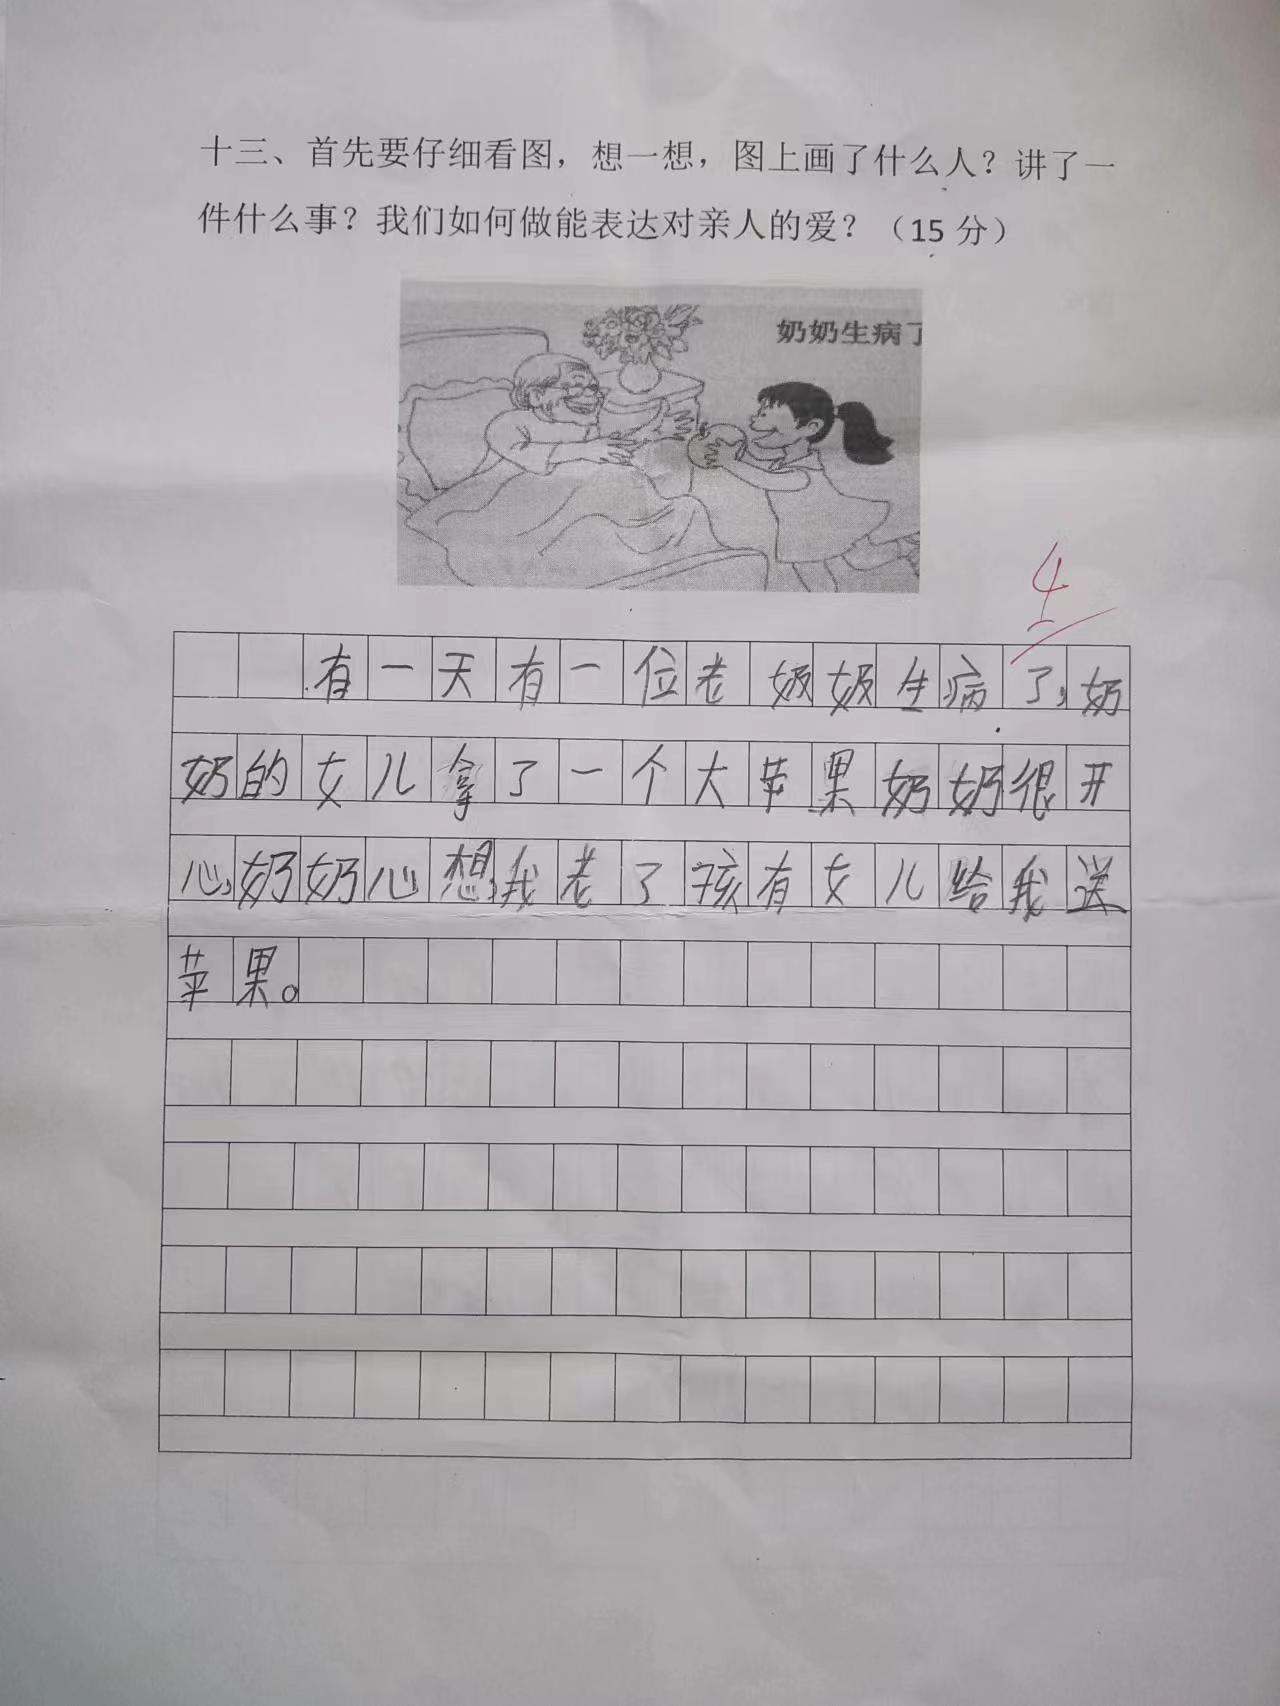 十三、首先要仔细看图，想一想，图上画了什么人？讲了一
件什么事？我们如何做能表达对亲人的爱？（15 分）
奶奶生病了
4
有一天有一位老奶奶生病了，奶
奶的女儿拿了一个大苹果奶奶很开
心，奶奶心想，我老了孩有女儿给我送
苹果。